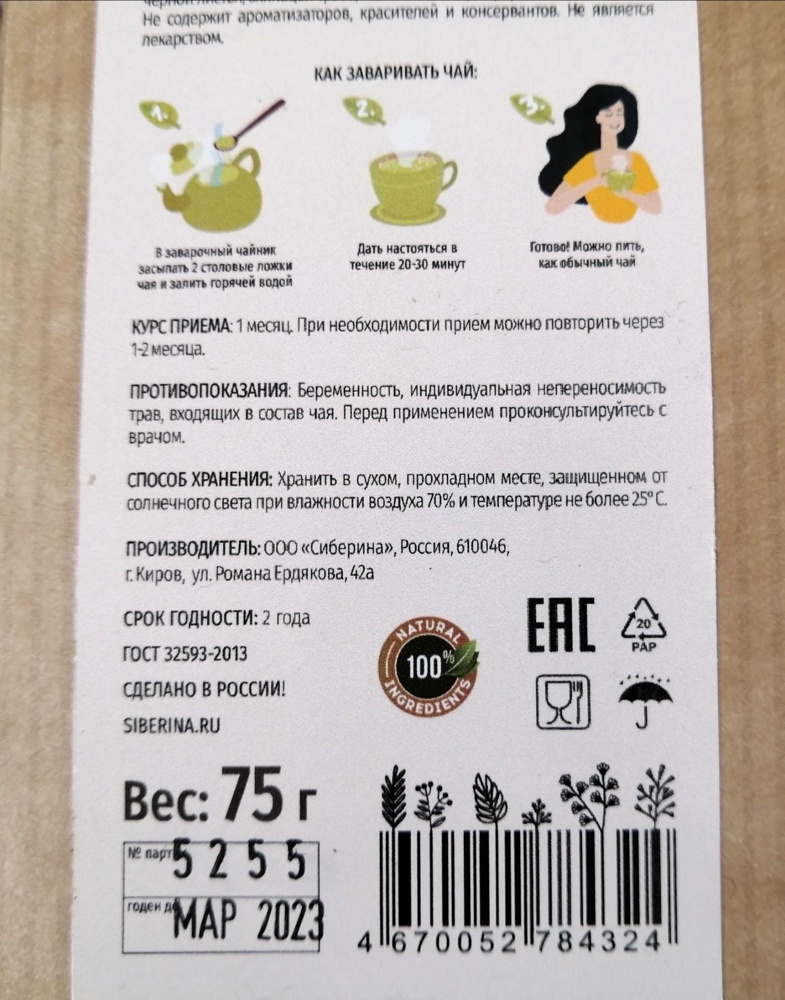 Не содержит ароматизаторов, красителей и консервантов. Не является
лекарством.
КАК ЗАВАРИВАТЬ ЧАЙ:
1.
2.
3.
В заварочный чайник
засыпать 2 столовые ложки
чая и залить горячей водой
Дать настояться в
течение 20-30 минут
Готово! Можно пить,
как обычный чай
КУРС ПРИЕМА: 1 месяц. При необходимости прием можно повторить через
1-2 месяца.
ПРОТИВОПОКАЗАНИЯ: Беременность, индивидуальная непереносимость
трав, входящих в состав чая. Перед применением проконсультируйтесь с
врачом.
СПОСОБ ХРАНЕНИЯ: Хранить в сухом, прохладном месте, защищенном от
солнечного света при влажности воздуха 70% и температуре не более 25° С.
ПРОИЗВОДИТЕЛЬ: ООО «Сиберина», Россия, 610046,
г. Киров, ул. Романа Ердякова, 42а
СРОК ГОДНОСТИ: 2 года
ГОСТ 32593-2013
СДЕЛАНО В РОССИИ!
SIBERINA.RU
NATURAL
100%
INGREDIENTS
EAC
20
PAP
Вес: 75 г
№ парт 5255
годен до МАР 2023
4 670052 784324